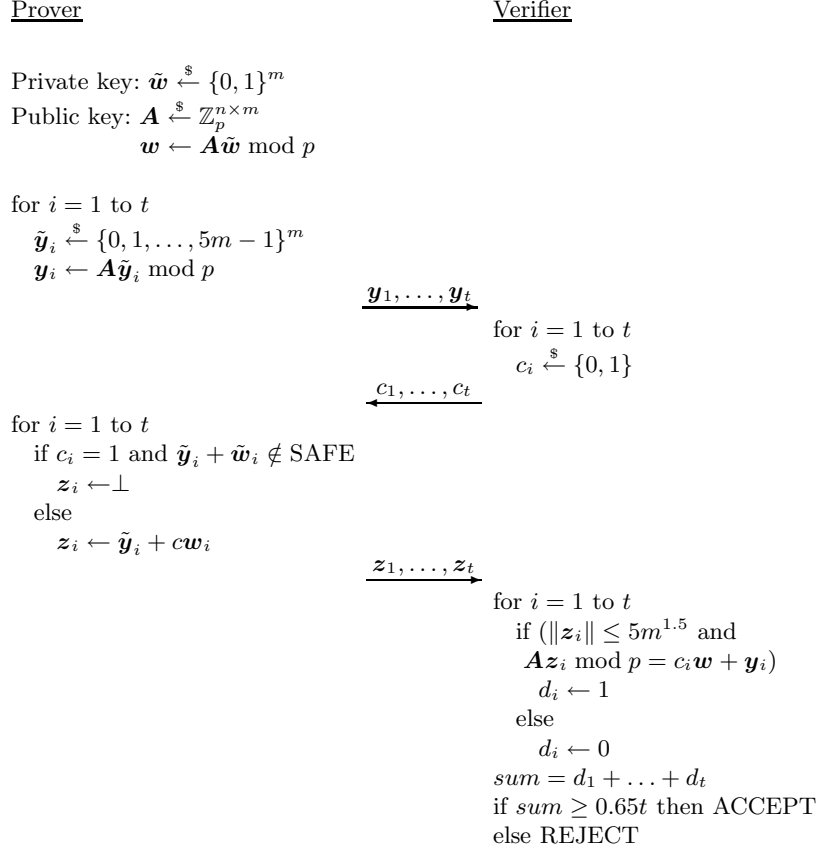 Prover
Verifier
Private key: w̃ ←$ {0, 1}^m
Public key: A ←$ ℤ_p^{n×m}
w ← Aw̃ mod p
for i = 1 to t
ỹ_i ←$ {0, 1, . . . , 5m − 1}^m
y_i ← Aỹ_i mod p
y_1, . . . , y_t
for i = 1 to t
c_i ←$ {0, 1}
c_1, . . . , c_t
for i = 1 to t
if c_i = 1 and ỹ_i + w̃_i ∉ SAFE
z_i ←⊥
else
z_i ← ỹ_i + cw_i
z_1, . . . , z_t
for i = 1 to t
if (‖z_i‖ ≤ 5m^{1.5} and
Az_i mod p = c_iw + y_i)
d_i ← 1
else
d_i ← 0
sum = d_1 + . . . + d_t
if sum ≥ 0.65t then ACCEPT
else REJECT